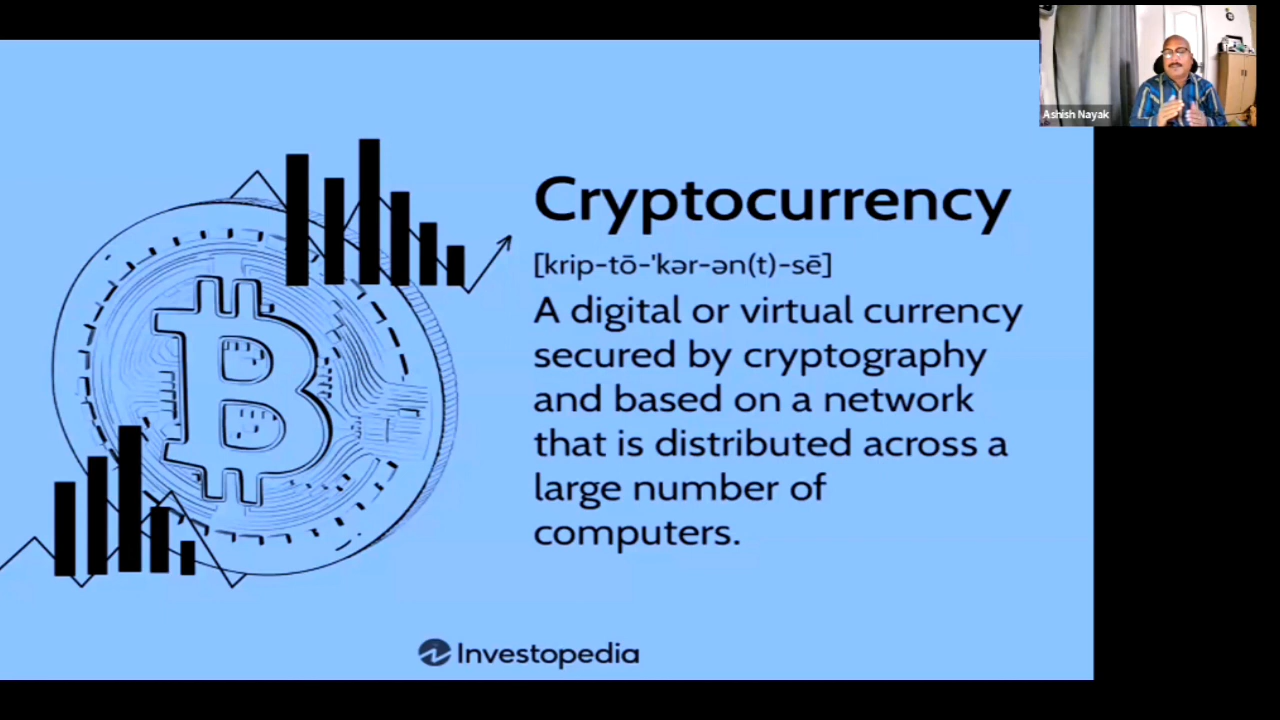 Ashish Nayak
Cryptocurrency
[krip-tō-'kər-ən(t)-sē]
A digital or virtual currency
secured by cryptography
and based on a network
that is distributed across a
large number of
computers.
Investopedia